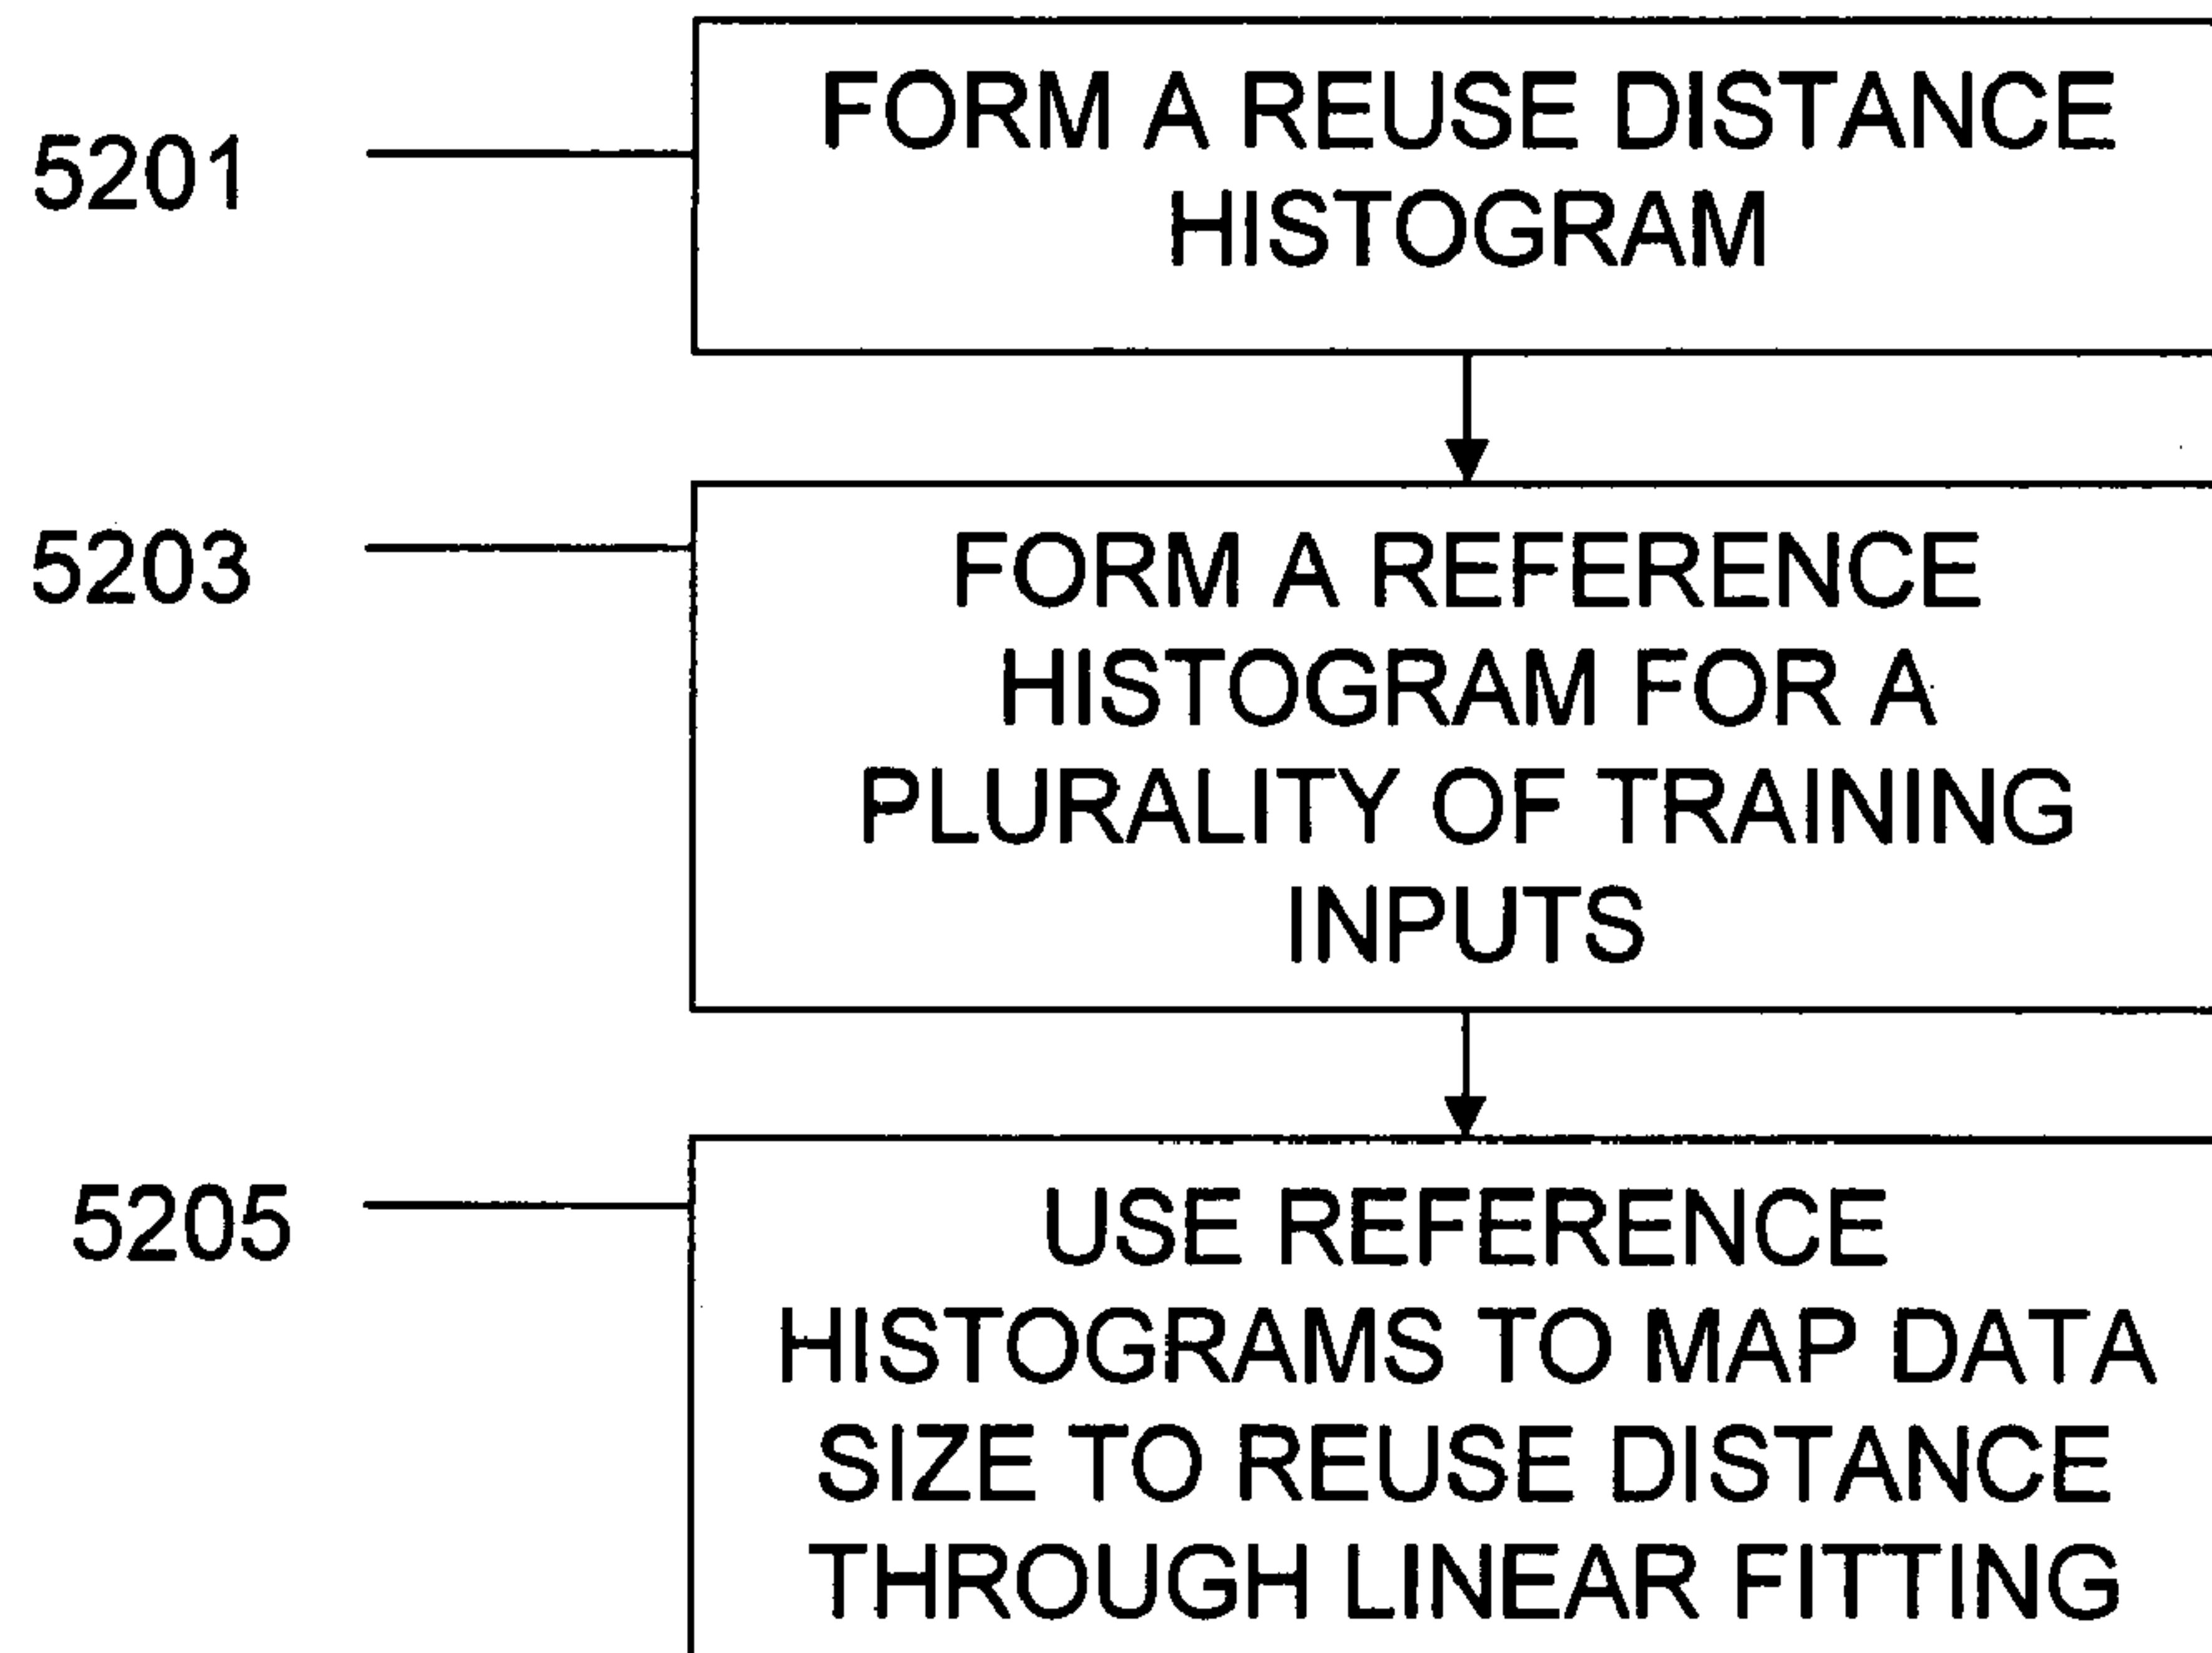 5201
FORM A REUSE DISTANCE
HISTOGRAM
5203
FORM A REFERENCE
HISTOGRAM FOR A
PLURALITY OF TRAINING
INPUTS
5205
USE REFERENCE
HISTOGRAMS TO MAP DATA
SIZE TO REUSE DISTANCE
THROUGH LINEAR FITTING